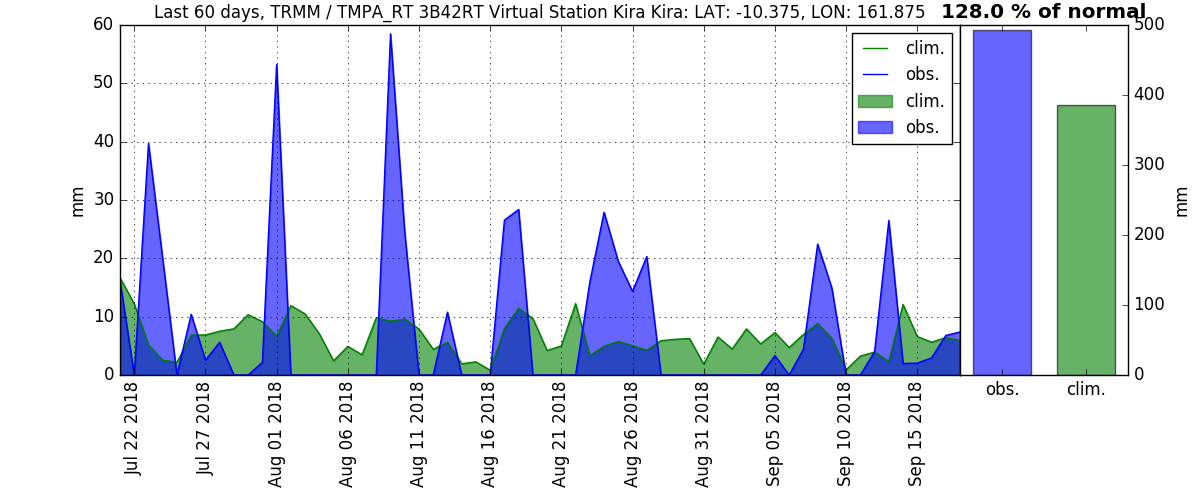 Last 60 days, TRMM / TMPA_RT 3B42RT Virtual Station Kira Kira: LAT: -10.375, LON: 161.875
128.0 % of normal
60
50
40
30
20
10
0
mm
clim.
obs.
clim.
obs.
500
400
300
200
100
0
mm
obs.
clim.
Jul 22 2018
Jul 27 2018
Aug 01 2018
Aug 06 2018
Aug 11 2018
Aug 16 2018
Aug 21 2018
Aug 26 2018
Aug 31 2018
Sep 05 2018
Sep 10 2018
Sep 15 2018